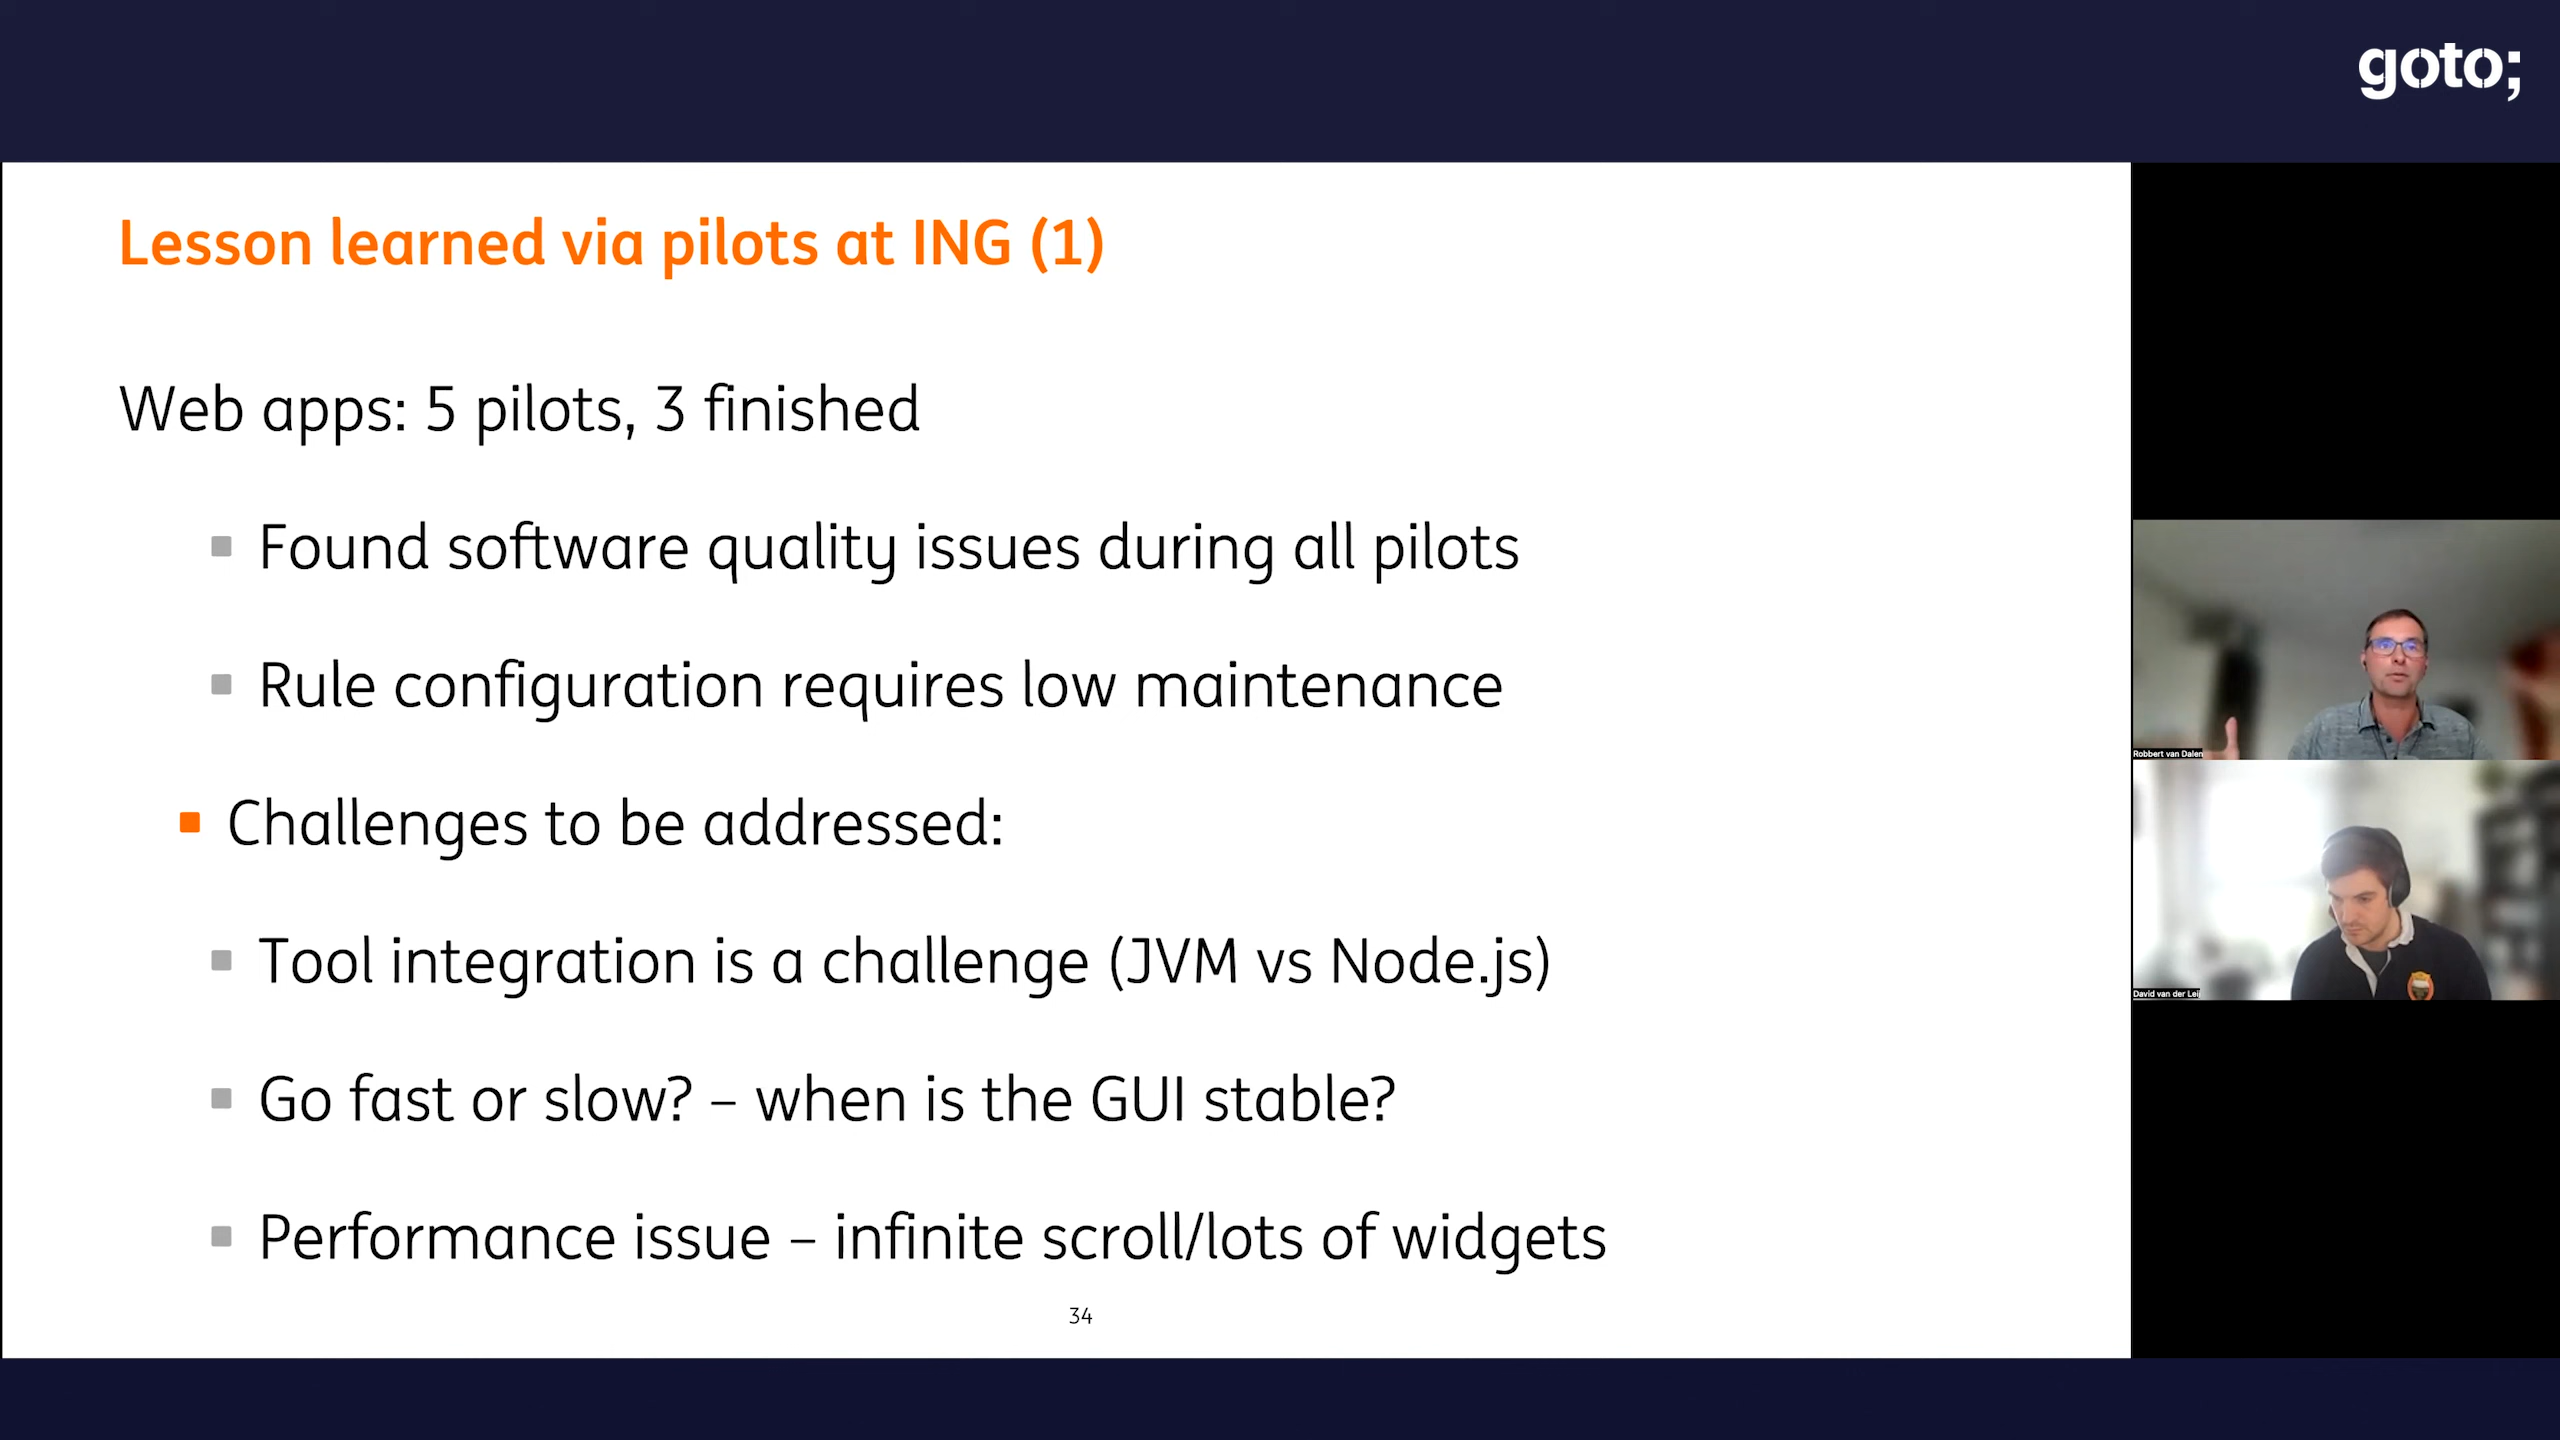 goto;
Lesson learned via pilots at ING (1)
Web apps: 5 pilots, 3 finished
Found software quality issues during all pilots
Rule configuration requires low maintenance
Challenges to be addressed:
Tool integration is a challenge (JVM vs Node.js)
Go fast or slow? – when is the GUI stable?
Performance issue – infinite scroll/lots of widgets
34
Robbert van Dalen
David van der Leij